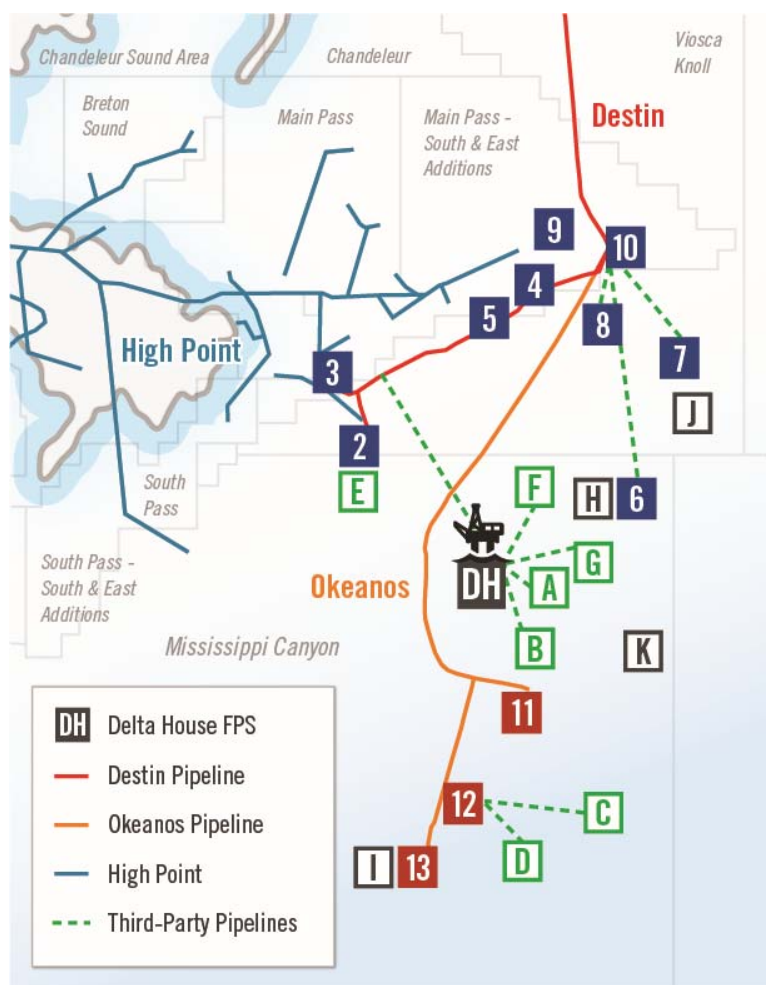 Chandeleur Sound Area
Chandeleur
Viosca
Knoll
Breton
Sound
Main Pass
Main Pass -
South & East
Additions
Destin
9
10
4
5
8
7
High Point
3
J
2
E
F
H
6
South
Pass
G
DH
A
South Pass -
South & East
Additions
Okeanos
B
K
Mississippi Canyon
11
12
C
D
I
13
DH Delta House FPS
Destin Pipeline
Okeanos Pipeline
High Point
Third-Party Pipelines